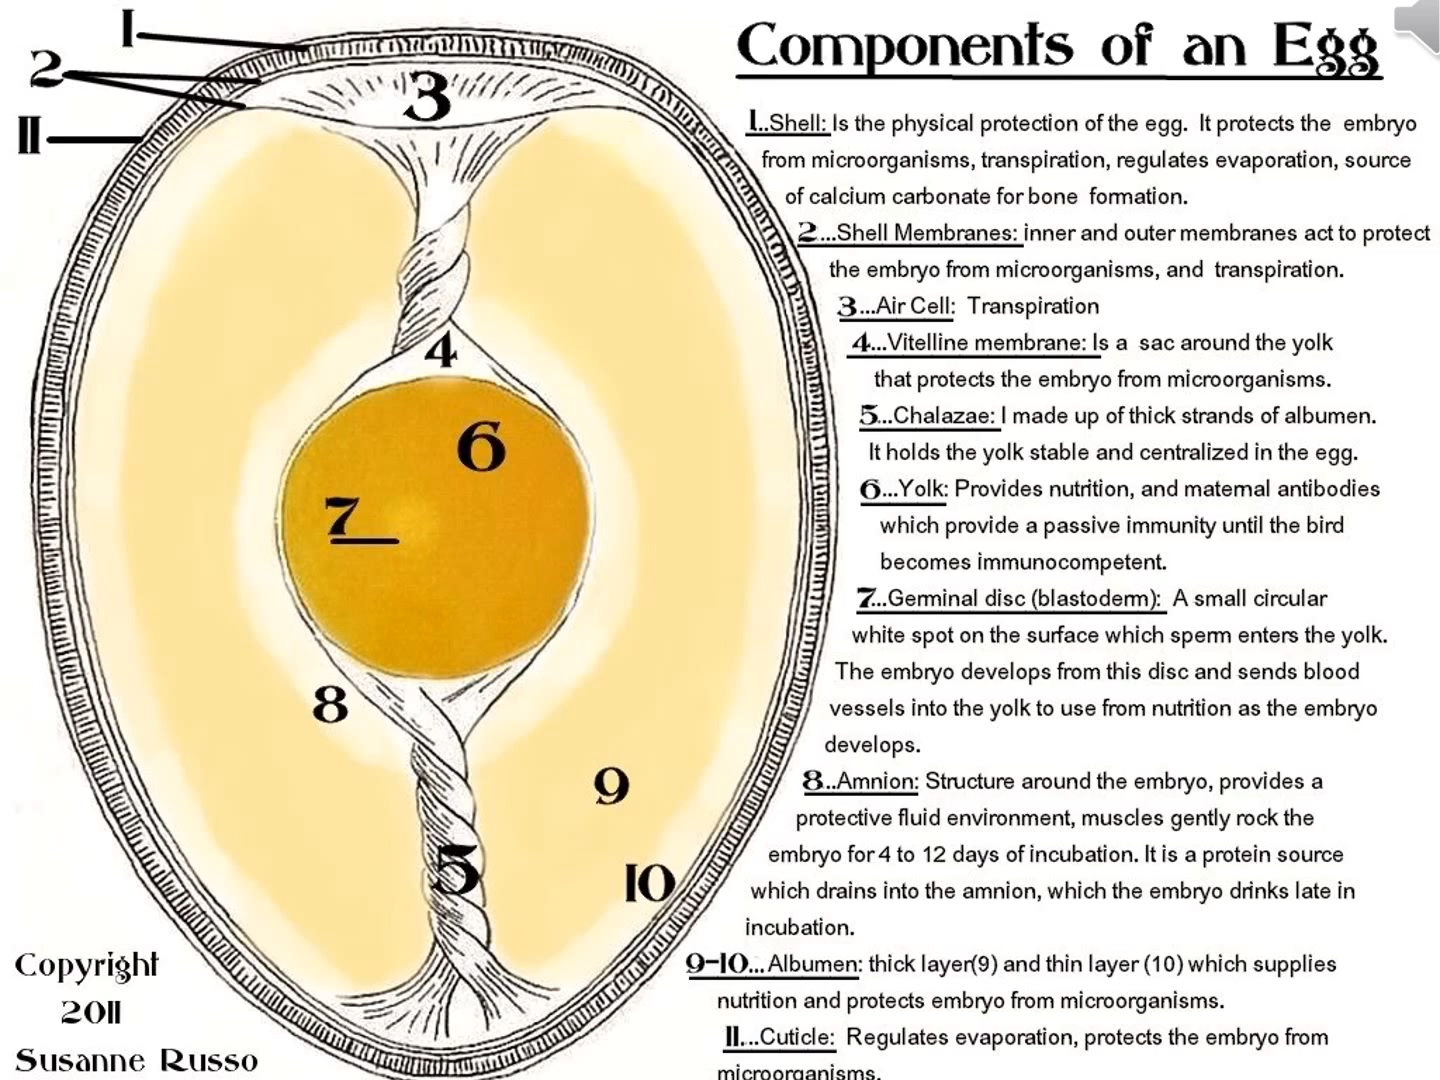 Components of an Egg
1
2
11
3
4
6
7
8
9
5
10
1..Shell: Is the physical protection of the egg. It protects the embryo
from microorganisms, transpiration, regulates evaporation, source
of calcium carbonate for bone formation.
2...Shell Membranes: inner and outer membranes act to protect
the embryo from microorganisms, and transpiration.
3...Air Cell: Transpiration
4...Vitelline membrane: Is a sac around the yolk
that protects the embryo from microorganisms.
5...Chalazae: I made up of thick strands of albumen.
It holds the yolk stable and centralized in the egg.
6...Yolk: Provides nutrition, and maternal antibodies
which provide a passive immunity until the bird
becomes immunocompetent.
7...Germinal disc (blastoderm): A small circular
white spot on the surface which sperm enters the yolk.
The embryo develops from this disc and sends blood
vessels into the yolk to use from nutrition as the embryo
develops.
8...Amnion: Structure around the embryo, provides a
protective fluid environment, muscles gently rock the
embryo for 4 to 12 days of incubation. It is a protein source
which drains into the amnion, which the embryo drinks late in
incubation.
9-10... Albumen: thick layer(9) and thin layer (10) which supplies
nutrition and protects embryo from microorganisms.
11....Cuticle: Regulates evaporation, protects the embryo from
microorganisms.
Copyright
2011
Susanne Russo